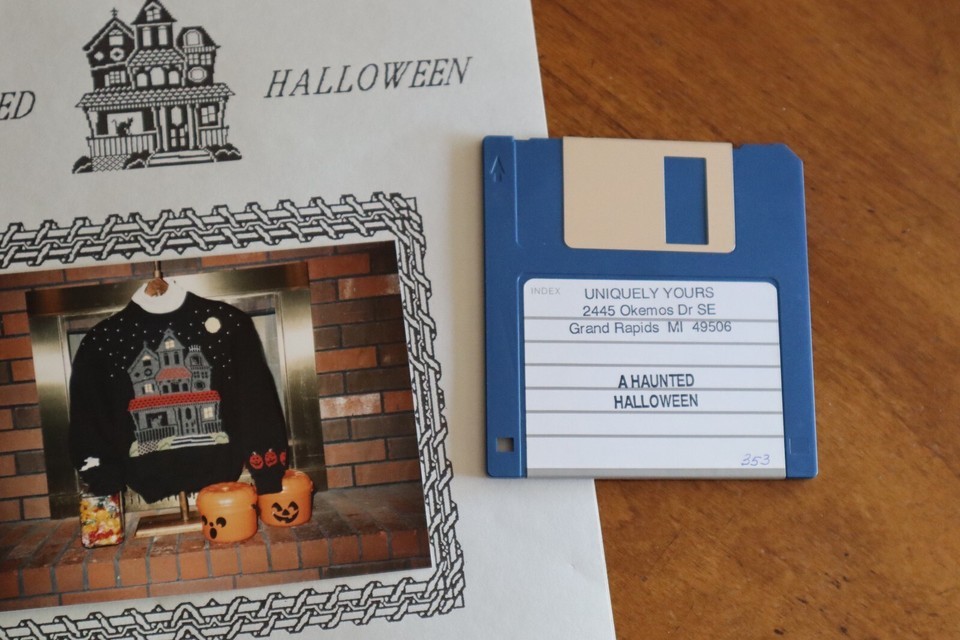 ED
HALLOWEEN
INDEX
UNIQUELY YOURS
2445 Okemos Dr SE
Grand Rapids MI 49506
A HAUNTED
HALLOWEEN
353